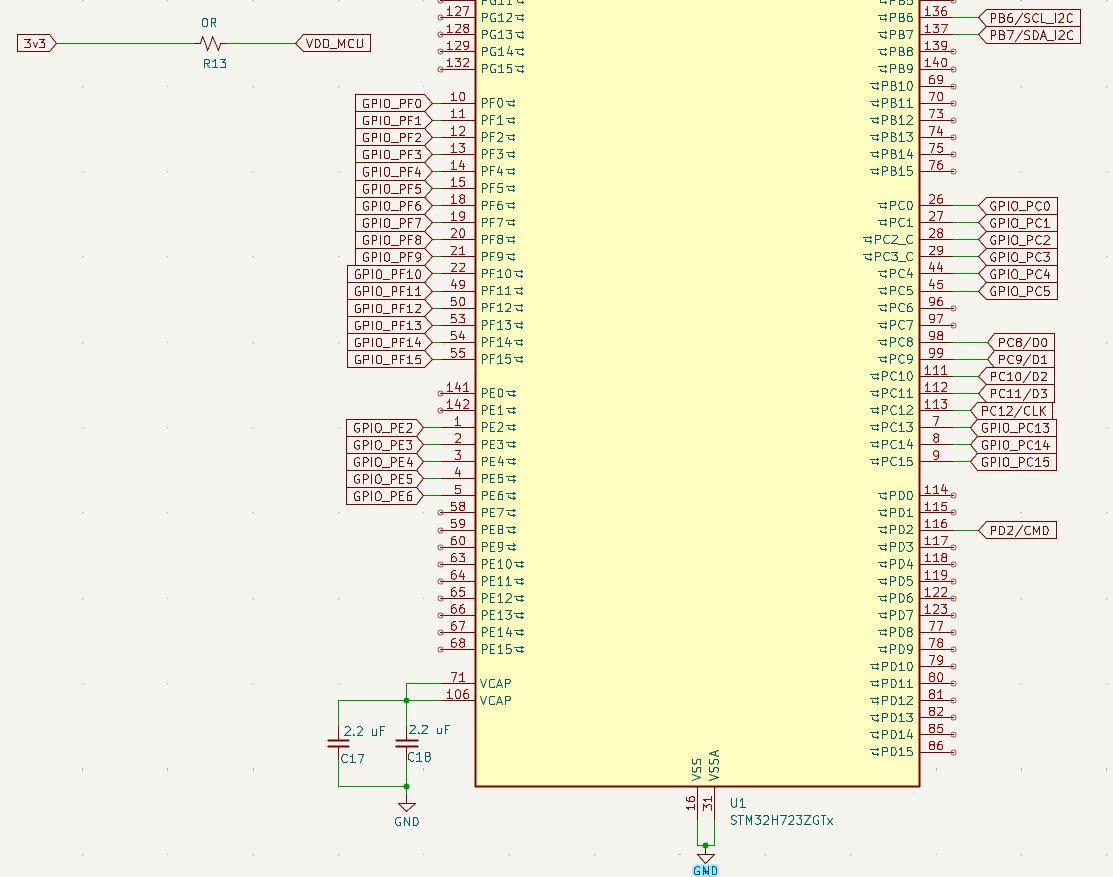 PG11
127
PG12
128
PG13
129
PG14
132
PG15
PB5
PB6
136
PB6/SCL_I2C
PB7
137
PB7/SDA_I2C
PB8
139
PB9
140
PB10
69
PB11
70
PB12
73
PB13
74
PB14
75
PB15
76
3v3
0R
R13
VDD_MCU
GPIO_PF0 10 PF0
GPIO_PF1 11 PF1
GPIO_PF2 12 PF2
GPIO_PF3 13 PF3
GPIO_PF4 14 PF4
GPIO_PF5 15 PF5
GPIO_PF6 18 PF6
GPIO_PF7 19 PF7
GPIO_PF8 20 PF8
GPIO_PF9 21 PF9
GPIO_PF10 22 PF10
GPIO_PF11 49 PF11
GPIO_PF12 50 PF12
GPIO_PF13 53 PF13
GPIO_PF14 54 PF14
GPIO_PF15 55 PF15
141 PE0
142 PE1
GPIO_PE2 1 PE2
GPIO_PE3 2 PE3
GPIO_PE4 3 PE4
GPIO_PE5 4 PE5
GPIO_PE6 5 PE6
58 PE7
59 PE8
60 PE9
63 PE10
64 PE11
65 PE12
66 PE13
67 PE14
68 PE15
71 VCAP
106 VCAP
2.2 uF
C17
2.2 uF
C18
GND
PC0 26 GPIO_PC0
PC1 27 GPIO_PC1
PC2_C 28 GPIO_PC2
PC3_C 29 GPIO_PC3
PC4 44 GPIO_PC4
PC5 45 GPIO_PC5
PC6 96
PC7 97
PC8 98 PC8/D0
PC9 99 PC9/D1
PC10 111 PC10/D2
PC11 112 PC11/D3
PC12 113 PC12/CLK
PC13 7 GPIO_PC13
PC14 8 GPIO_PC14
PC15 9 GPIO_PC15
PD0 114
PD1 115
PD2 116 PD2/CMD
PD3 117
PD4 118
PD5 119
PD6 122
PD7 123
PD8 77
PD9 78
PD10 79
PD11 80
PD12 81
PD13 82
PD14 85
PD15 86
VSS
VSSA
16
31
U1
STM32H723ZGTx
GND